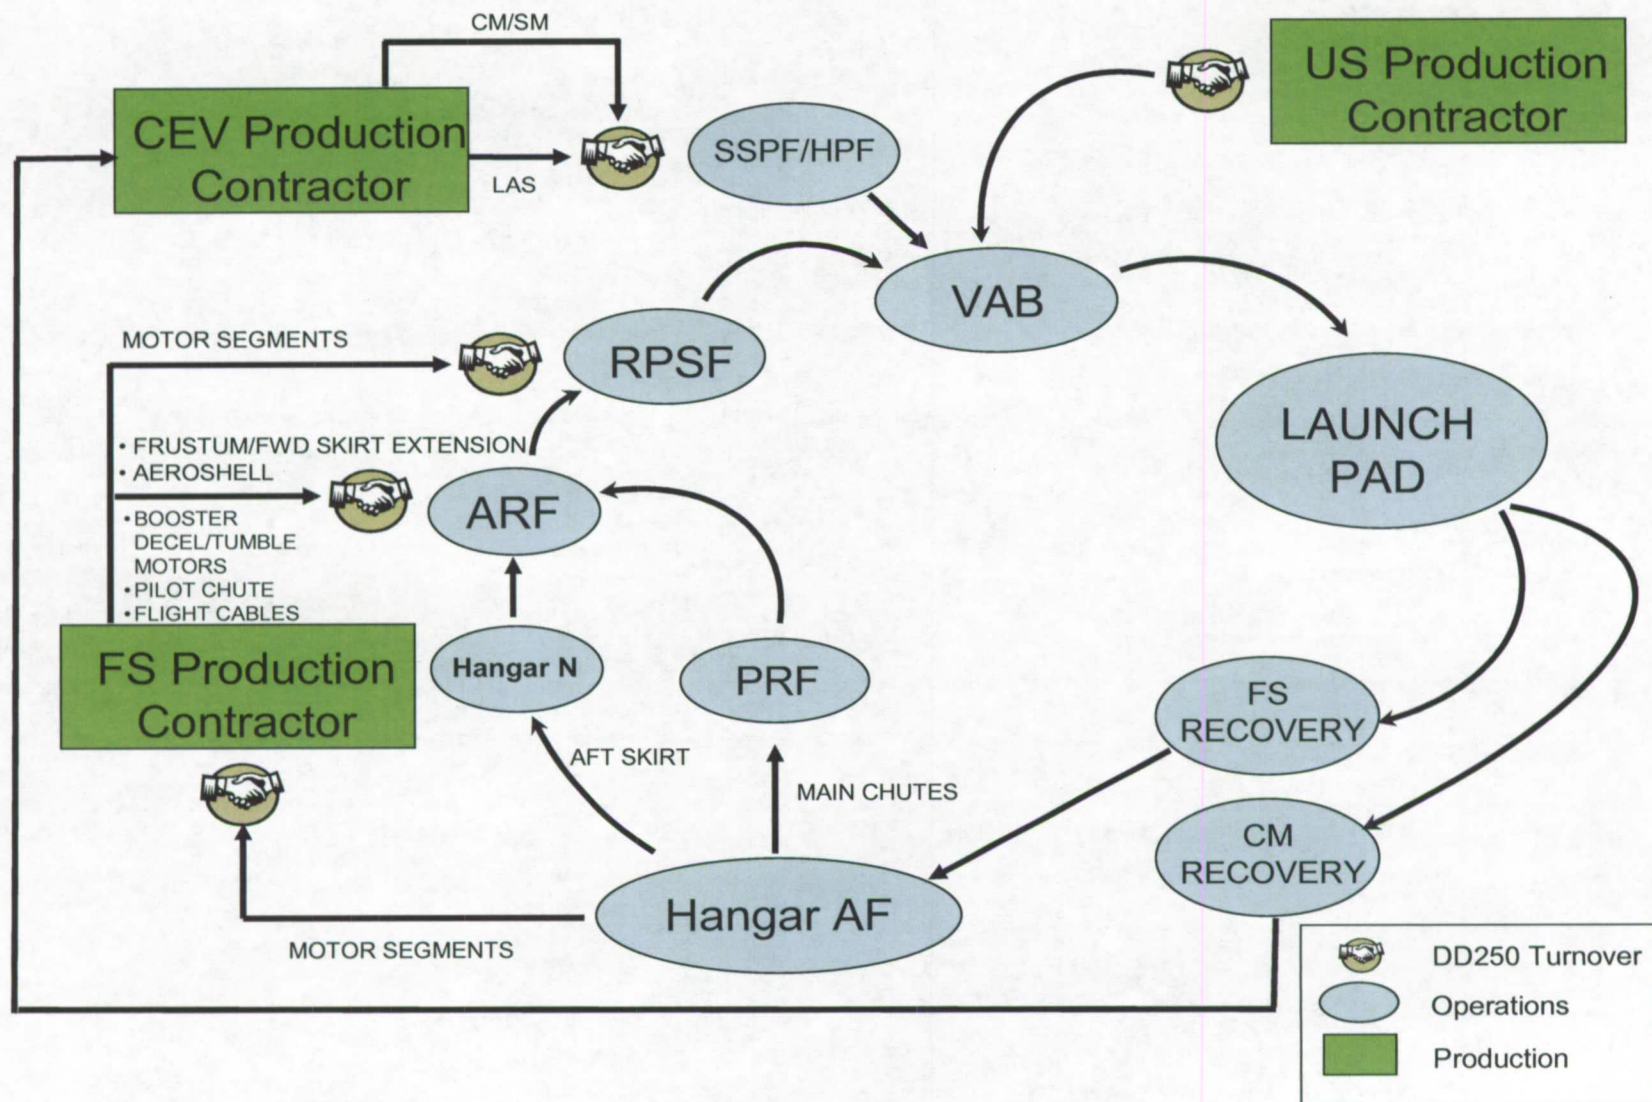 CM/SM
US Production
Contractor
CEV Production
Contractor
LAS
SSPF/HPF
VAB
MOTOR SEGMENTS
RPSF
LAUNCH
PAD
• FRUSTUM/FWD SKIRT EXTENSION
• AEROSHELL
ARF
• BOOSTER
DECEL/TUMBLE
MOTORS
• PILOT CHUTE
• FLIGHT CABLES
FS Production
Contractor
Hangar N
PRF
FS
RECOVERY
AFT SKIRT
MAIN CHUTES
CM
RECOVERY
Hangar AF
MOTOR SEGMENTS
DD250 Turnover
Operations
Production